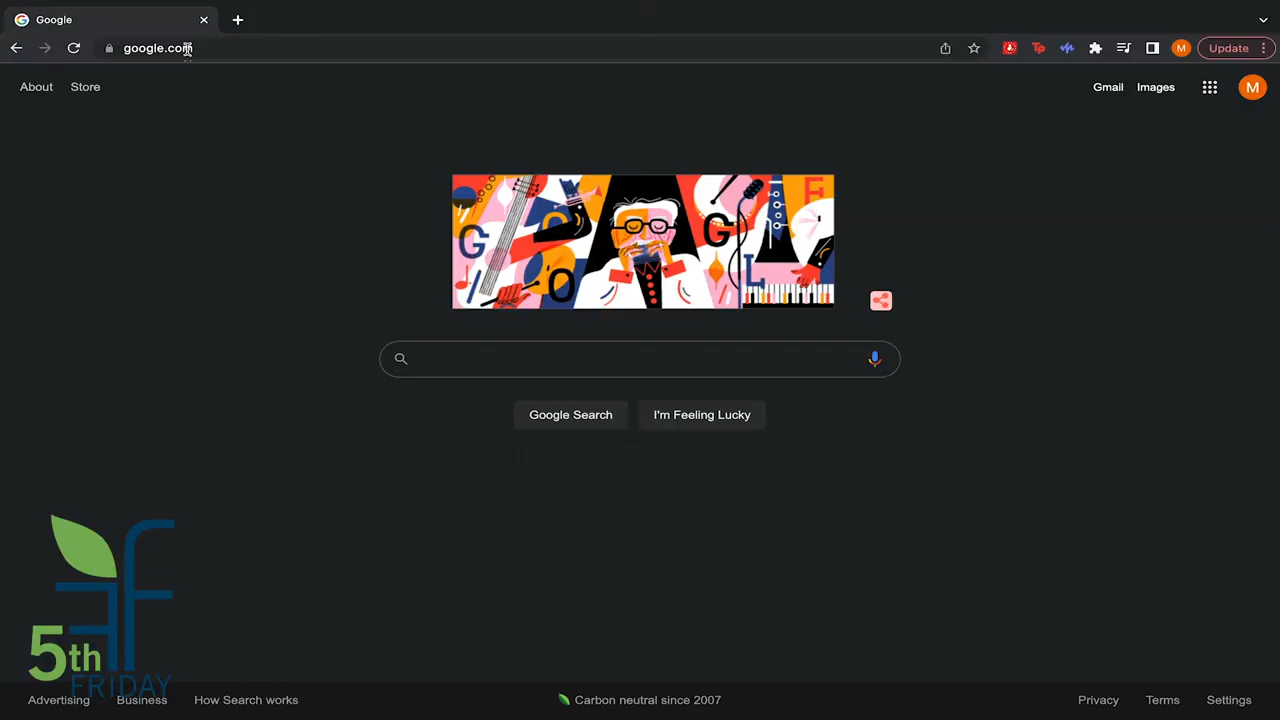 Google
google.com
Tp
M
Update
About
Store
Gmail
Images
M
G
O
O
G
L
E
Google Search
I'm Feeling Lucky
5th
FRIDAY
Advertising
Business
How Search works
Carbon neutral since 2007
Privacy
Terms
Settings